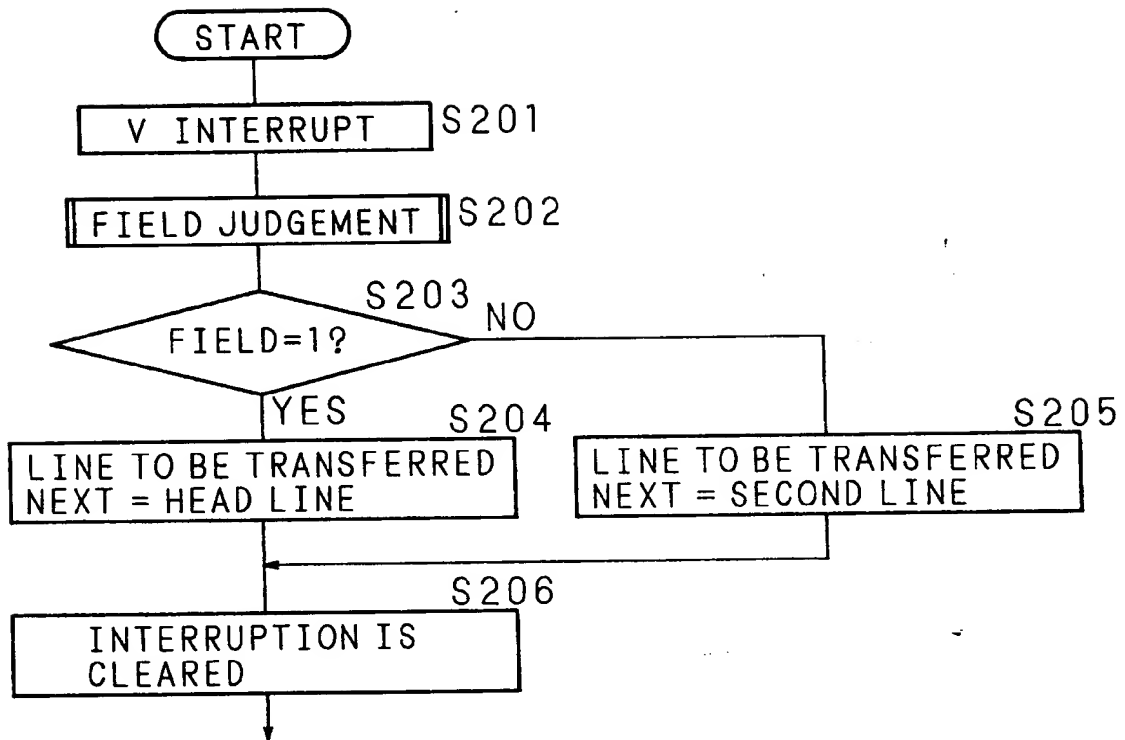 START
V INTERRUPT
S201
FIELD JUDGEMENT
S202
S203
FIELD=1?
NO
YES
S204
LINE TO BE TRANSFERRED
NEXT = HEAD LINE
S205
LINE TO BE TRANSFERRED
NEXT = SECOND LINE
S206
INTERRUPTION IS
CLEARED